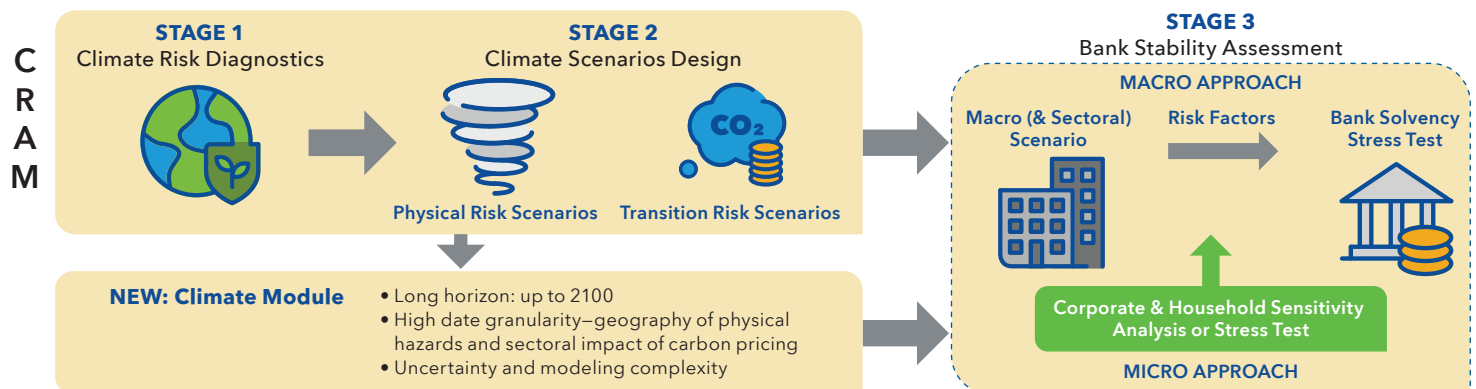 C
R
A
M
STAGE 1
Climate Risk Diagnostics
STAGE 2
Climate Scenarios Design
CO₂
Physical Risk Scenarios
Transition Risk Scenarios
NEW: Climate Module
• Long horizon: up to 2100
• High date granularity—geography of physical
hazards and sectoral impact of carbon pricing
• Uncertainty and modeling complexity
STAGE 3
Bank Stability Assessment
MACRO APPROACH
Macro (& Sectoral)
Scenario
Risk Factors
Bank Solvency
Stress Test
Corporate & Household Sensitivity
Analysis or Stress Test
MICRO APPROACH